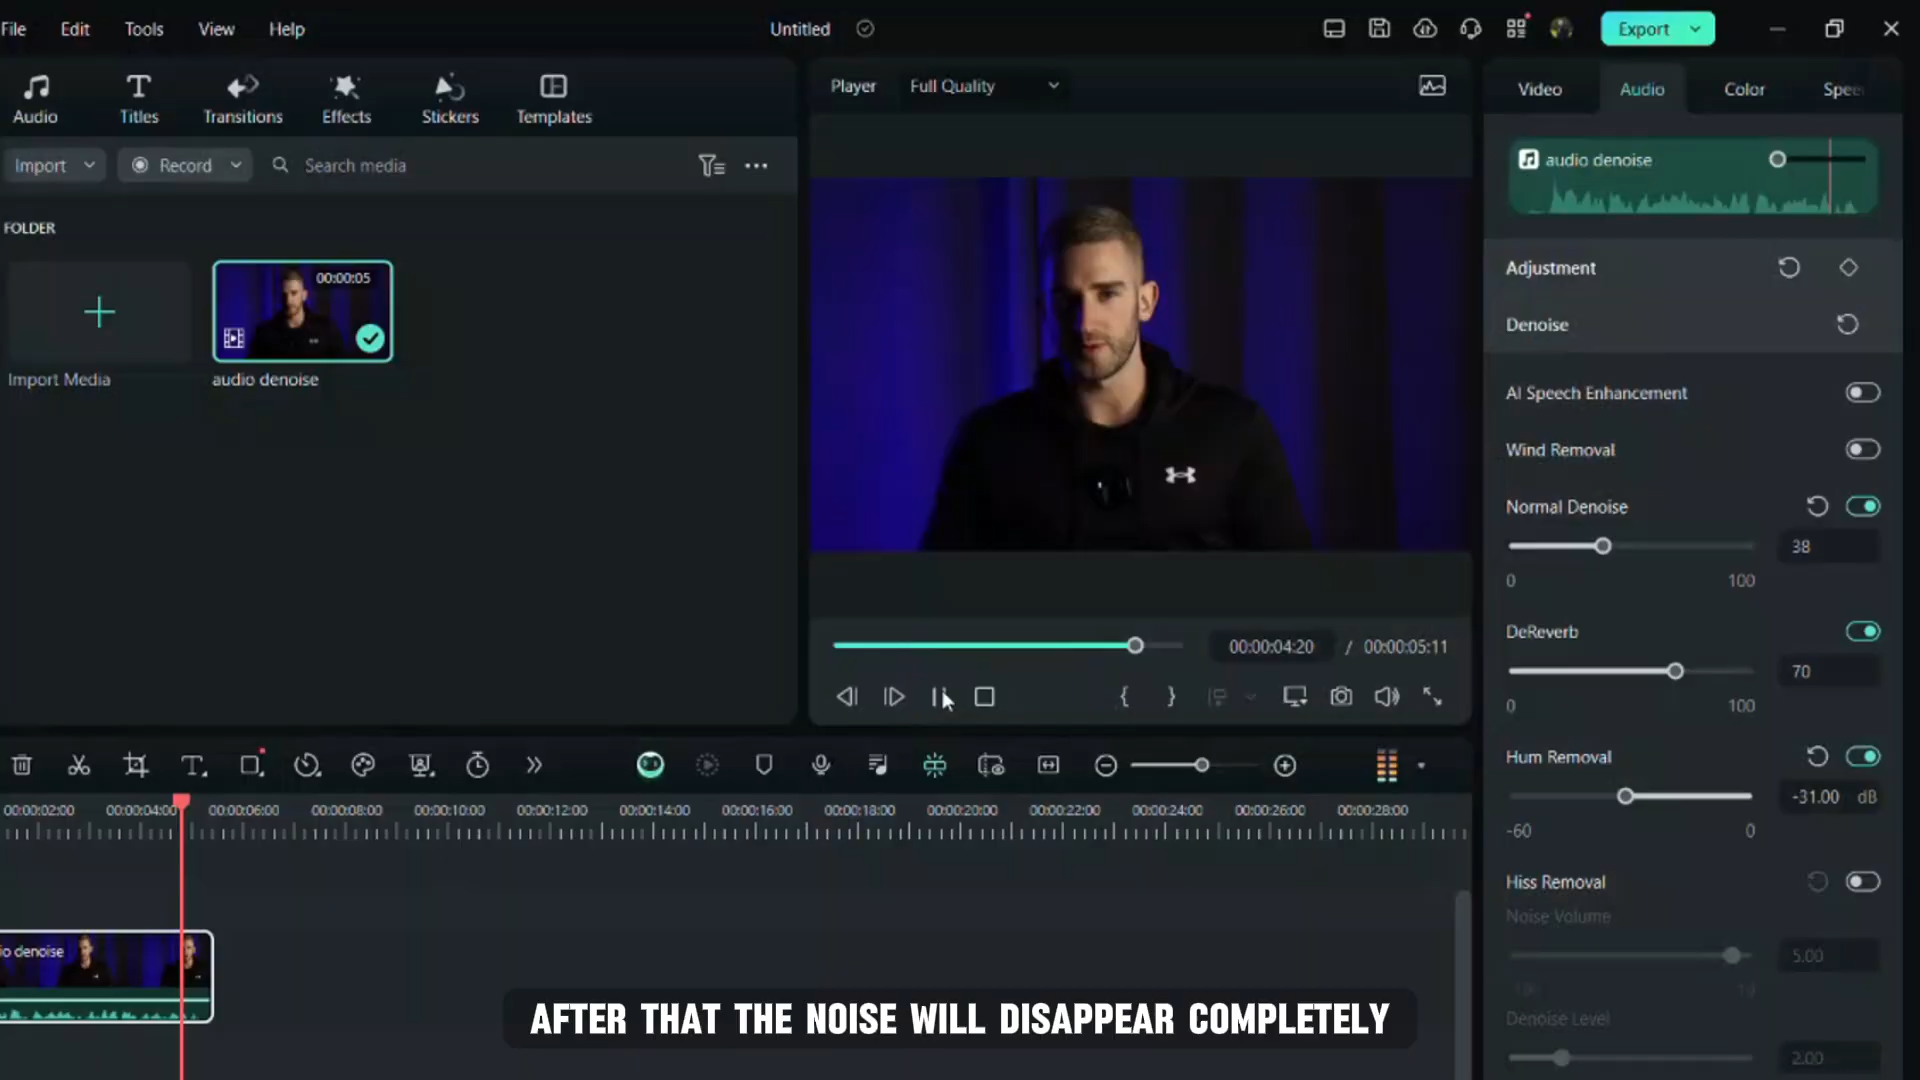 File Edit Tools View Help
Untitled
Export
Audio Titles Transitions Effects Stickers Templates
Player Full Quality
Video Audio Color Spee
Import Record Search media
audio denoise
FOLDER
00:00:05
Import Media
audio denoise
Adjustment
Denoise
AI Speech Enhancement
Wind Removal
Normal Denoise
38
0 100
DeReverb
70
0 100
00:00:04:20 / 00:00:05:11
Hum Removal
-31.00 dB
-60 0
Hiss Removal
Noise Volume
5.00
-100 10
Denoise Level
2.00
00:00:02:00 00:00:04:00 00:00:06:00 00:00:08:00 00:00:10:00 00:00:12:00 00:00:14:00 00:00:16:00 00:00:18:00 00:00:20:00 00:00:22:00 00:00:24:00 00:00:26:00 00:00:28:00
io denoise
AFTER THAT THE NOISE WILL DISAPPEAR COMPLETELY